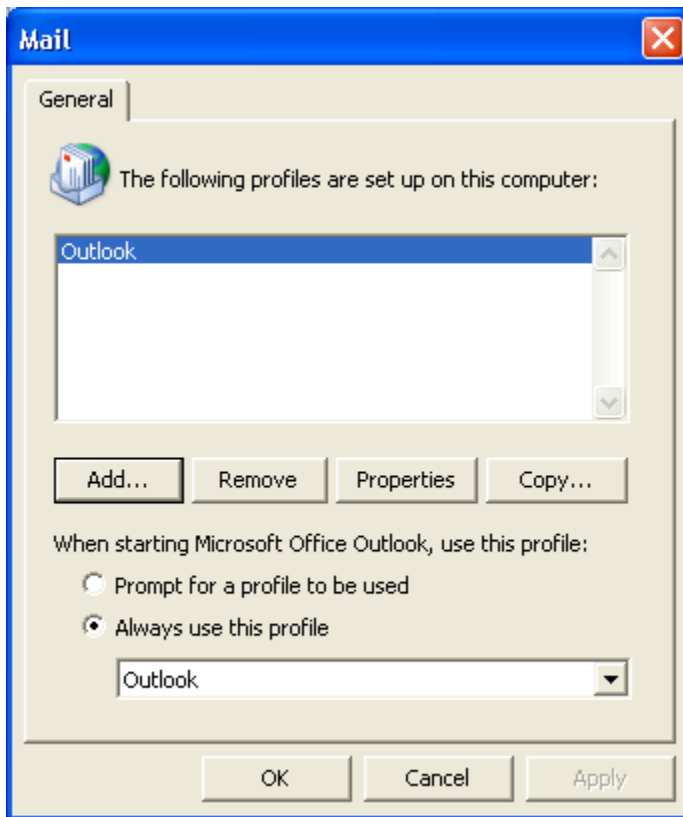 Mail
General
The following profiles are set up on this computer:
Outlook
Add... Remove Properties Copy...
When starting Microsoft Office Outlook, use this profile:
Prompt for a profile to be used
Always use this profile
Outlook
OK Cancel Apply